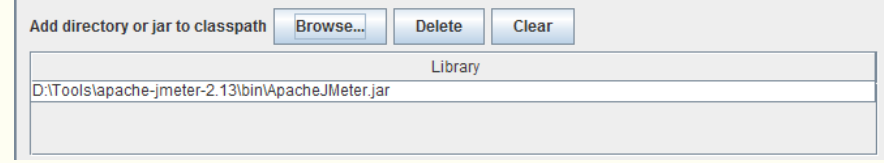 Add directory or jar to classpath Browse... Delete Clear
Library
D:\Tools\apache-jmeter-2.13\bin\ApacheJMeter.jar